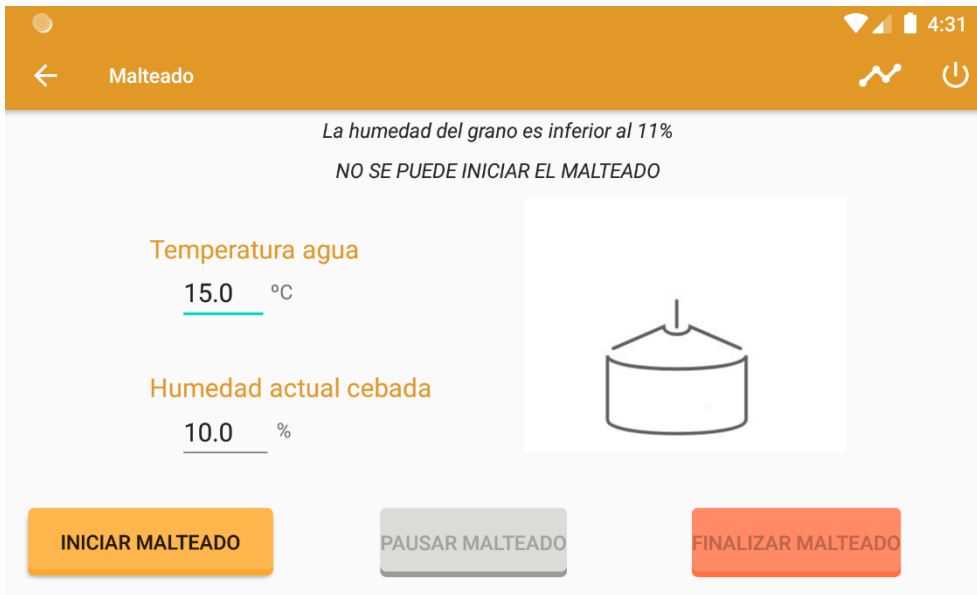 4:31
Malteado
La humedad del grano es inferior al 11%
NO SE PUEDE INICIAR EL MALTEADO
Temperatura agua
15.0 ºC
Humedad actual cebada
10.0 %
INICIAR MALTEADO
PAUSAR MALTEADO
FINALIZAR MALTEADO